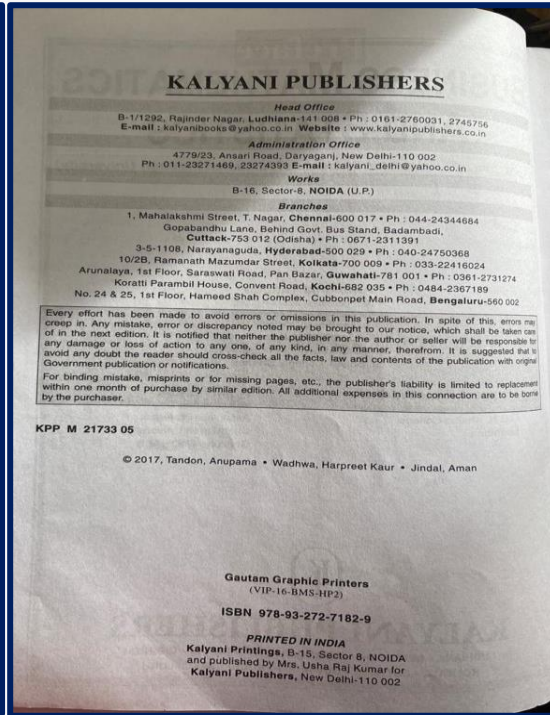 KALYANI PUBLISHERS
Head Office
B-1/1292, Rajinder Nagar, Ludhiana-141 008 • Ph : 0161-2760031, 2745756
E-mail : kalyanibooks@yahoo.co.in Website : www.kalyanipublishers.co.in
Administration Office
4779/23, Ansari Road, Daryaganj, New Delhi-110 002
Ph : 011-23271469, 23274393 E-mail : kalyani_delhi@yahoo.co.in
Works
B-16, Sector-8, NOIDA (U.P.)
Branches
1, Mahalakshmi Street, T. Nagar, Chennai-600 017 • Ph : 044-24344684
Gopabandhu Lane, Behind Govt. Bus Stand, Badambadi,
Cuttack-753 012 (Odisha) • Ph : 0671-2311391
3-5-1108, Narayanaguda, Hyderabad-500 029 • Ph : 040-24750368
10/2B, Ramanath Mazumdar Street, Kolkata-700 009 • Ph : 033-22416024
Arunalaya, 1st Floor, Saraswati Road, Pan Bazar, Guwahati-781 001 • Ph : 0361-2731274
Koratti Parambil House, Convent Road, Kochi-682 035 • Ph : 0484-2367189
No. 24 & 25, 1st Floor, Hameed Shah Complex, Cubbonpet Main Road, Bengaluru-560 002
Every effort has been made to avoid errors or omissions in this publication. In spite of this, errors may
creep in. Any mistake, error or discrepancy noted may be brought to our notice, which shall be taken care
of in the next edition. It is notified that neither the publisher nor the author or seller will be responsible for
any damage or loss of action to any one, of any kind, in any manner, therefrom. It is suggested that to
avoid any doubt the reader should cross-check all the facts, law and contents of the publication with original
Government publication or notifications.
For binding mistake, misprints or for missing pages, etc., the publisher's liability is limited to replacement
within one month of purchase by similar edition. All additional expenses in this connection are to be borne
by the purchaser.
KPP M 21733 05
© 2017, Tandon, Anupama • Wadhwa, Harpreet Kaur • Jindal, Aman
Gautam Graphic Printers
(VIP-16-BMS-HP2)
ISBN 978-93-272-7182-9
PRINTED IN INDIA
Kalyani Printings, B-15, Sector 8, NOIDA
and published by Mrs. Usha Raj Kumar for
Kalyani Publishers, New Delhi-110 002